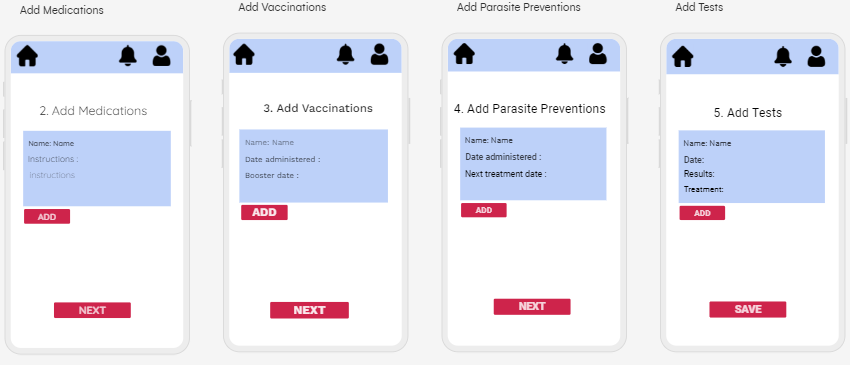 Add Medications
2. Add Medications
Name: Name
Instructions :
Instructions
ADD
NEXT
Add Vaccinations
3. Add Vaccinations
Name: Name
Date administered :
Booster date :
ADD
NEXT
Add Parasite Preventions
4. Add Parasite Preventions
Name: Name
Date administered :
Next treatment date :
ADD
NEXT
Add Tests
5. Add Tests
Name: Name
Date:
Results:
Treatment:
ADD
SAVE